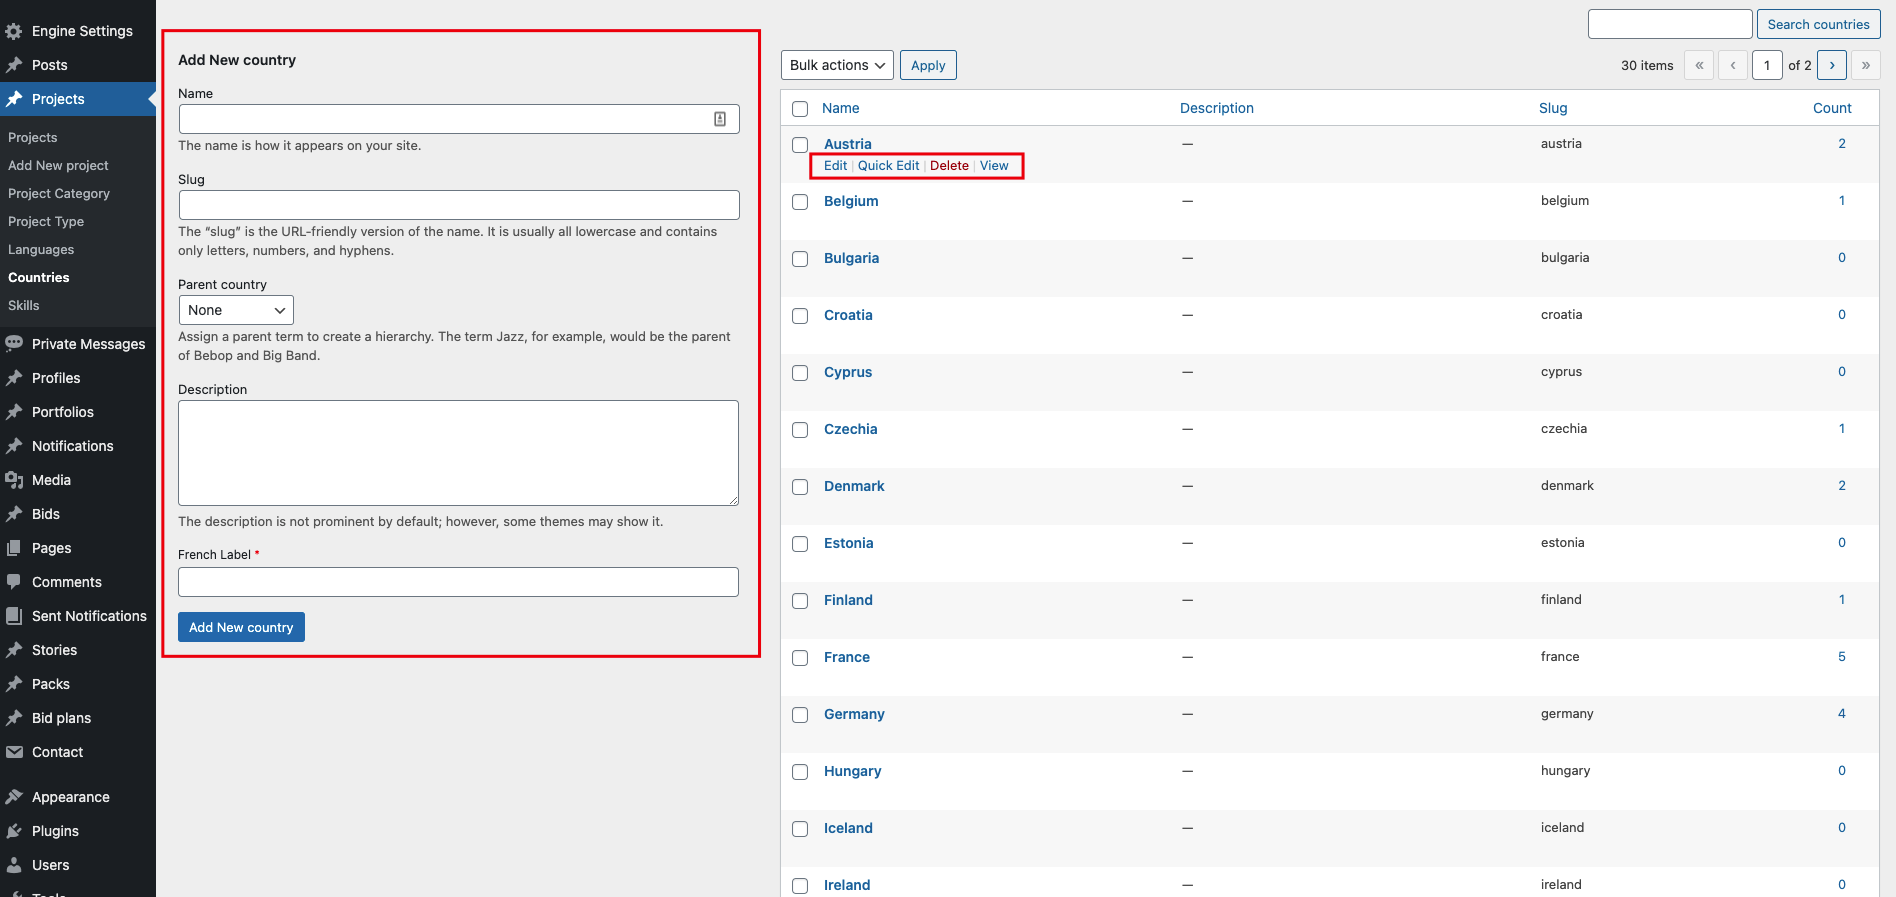 Engine Settings
Posts
Projects
Projects
Add New project
Project Category
Project Type
Languages
Countries
Skills
Private Messages
Profiles
Portfolios
Notifications
Media
Bids
Pages
Comments
Sent Notifications
Stories
Packs
Bid plans
Contact
Appearance
Plugins
Users
Add New country
Name
The name is how it appears on your site.
Slug
The “slug” is the URL-friendly version of the name. It is usually all lowercase and contains
only letters, numbers, and hyphens.
Parent country
None
Assign a parent term to create a hierarchy. The term Jazz, for example, would be the parent
of Bebop and Big Band.
Description
The description is not prominent by default; however, some themes may show it.
French Label *
Add New country
Search countries
Bulk actions Apply 30 items « ‹ 1 of 2 › »
Name Description Slug Count
Austria — austria 2
Edit | Quick Edit | Delete | View
Belgium — belgium 1
Bulgaria — bulgaria 0
Croatia — croatia 0
Cyprus — cyprus 0
Czechia — czechia 1
Denmark — denmark 2
Estonia — estonia 0
Finland — finland 1
France — france 5
Germany — germany 4
Hungary — hungary 0
Iceland — iceland 0
Ireland — ireland 0